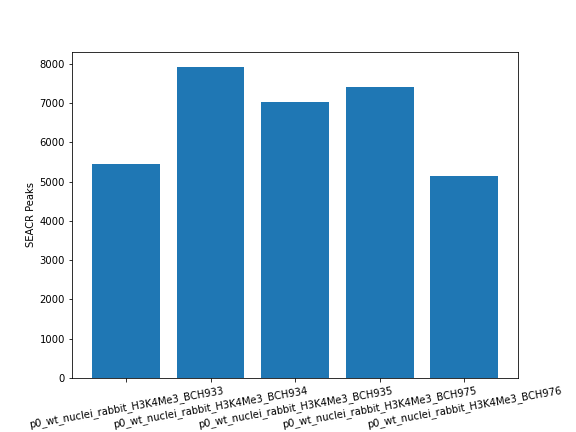 8000
7000
6000
5000
4000
3000
2000
1000
0
SEACR Peaks
p0_wt_nuclei_rabbit_H3K4Me3_BCH933
p0_wt_nuclei_rabbit_H3K4Me3_BCH934
p0_wt_nuclei_rabbit_H3K4Me3_BCH935
p0_wt_nuclei_rabbit_H3K4Me3_BCH975
p0_wt_nuclei_rabbit_H3K4Me3_BCH976